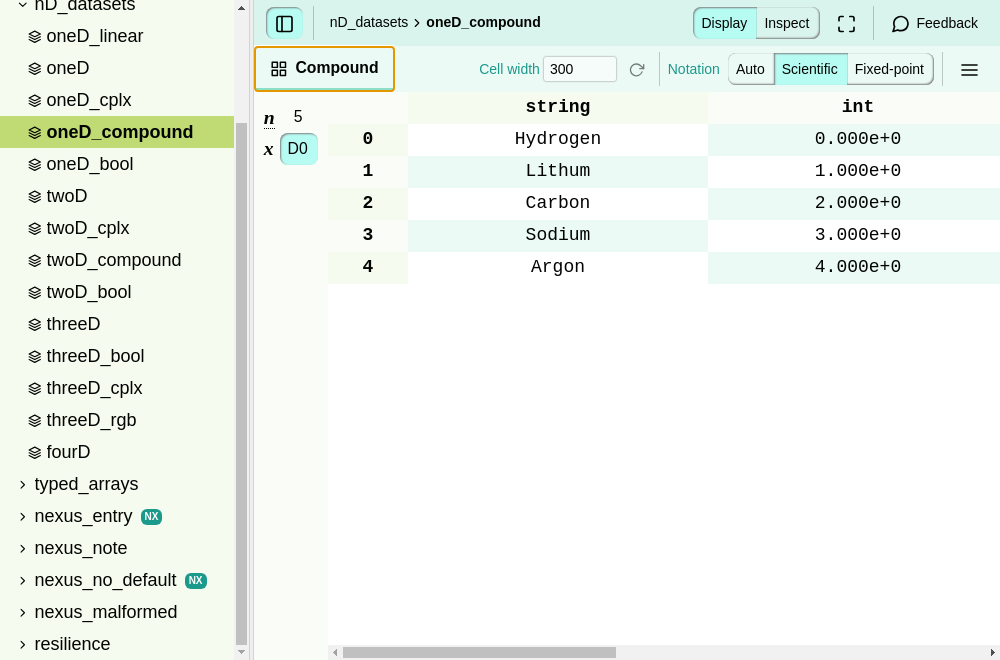 nD_datasets
oneD_linear
oneD
oneD_cplx
oneD_compound
oneD_bool
twoD
twoD_cplx
twoD_compound
twoD_bool
threeD
threeD_bool
threeD_cplx
threeD_rgb
fourD
typed_arrays
nexus_entry NX
nexus_note
nexus_no_default NX
nexus_malformed
resilience
nD_datasets > oneD_compound
Display Inspect Feedback
Compound Cell width 300 Notation Auto Scientific Fixed-point
n 5
x D0
string int
0 Hydrogen 0.000e+0
1 Lithum 1.000e+0
2 Carbon 2.000e+0
3 Sodium 3.000e+0
4 Argon 4.000e+0